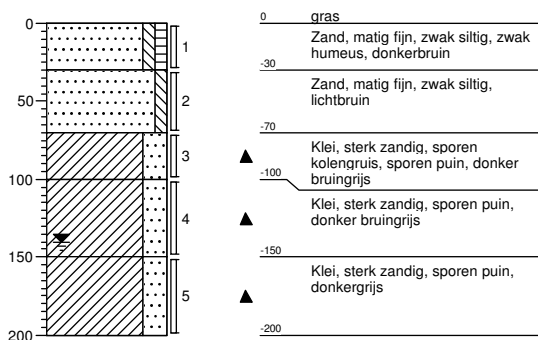 0
50
100
150
200
1
2
3
4
5
0
gras
Zand, matig fijn, zwak siltig, zwak
humeus, donkerbruin
-30
Zand, matig fijn, zwak siltig,
lichtbruin
-70
Klei, sterk zandig, sporen
kolengruis, sporen puin, donker
bruingrijs
-100
Klei, sterk zandig, sporen puin,
donker bruingrijs
-150
Klei, sterk zandig, sporen puin,
donkergrijs
-200